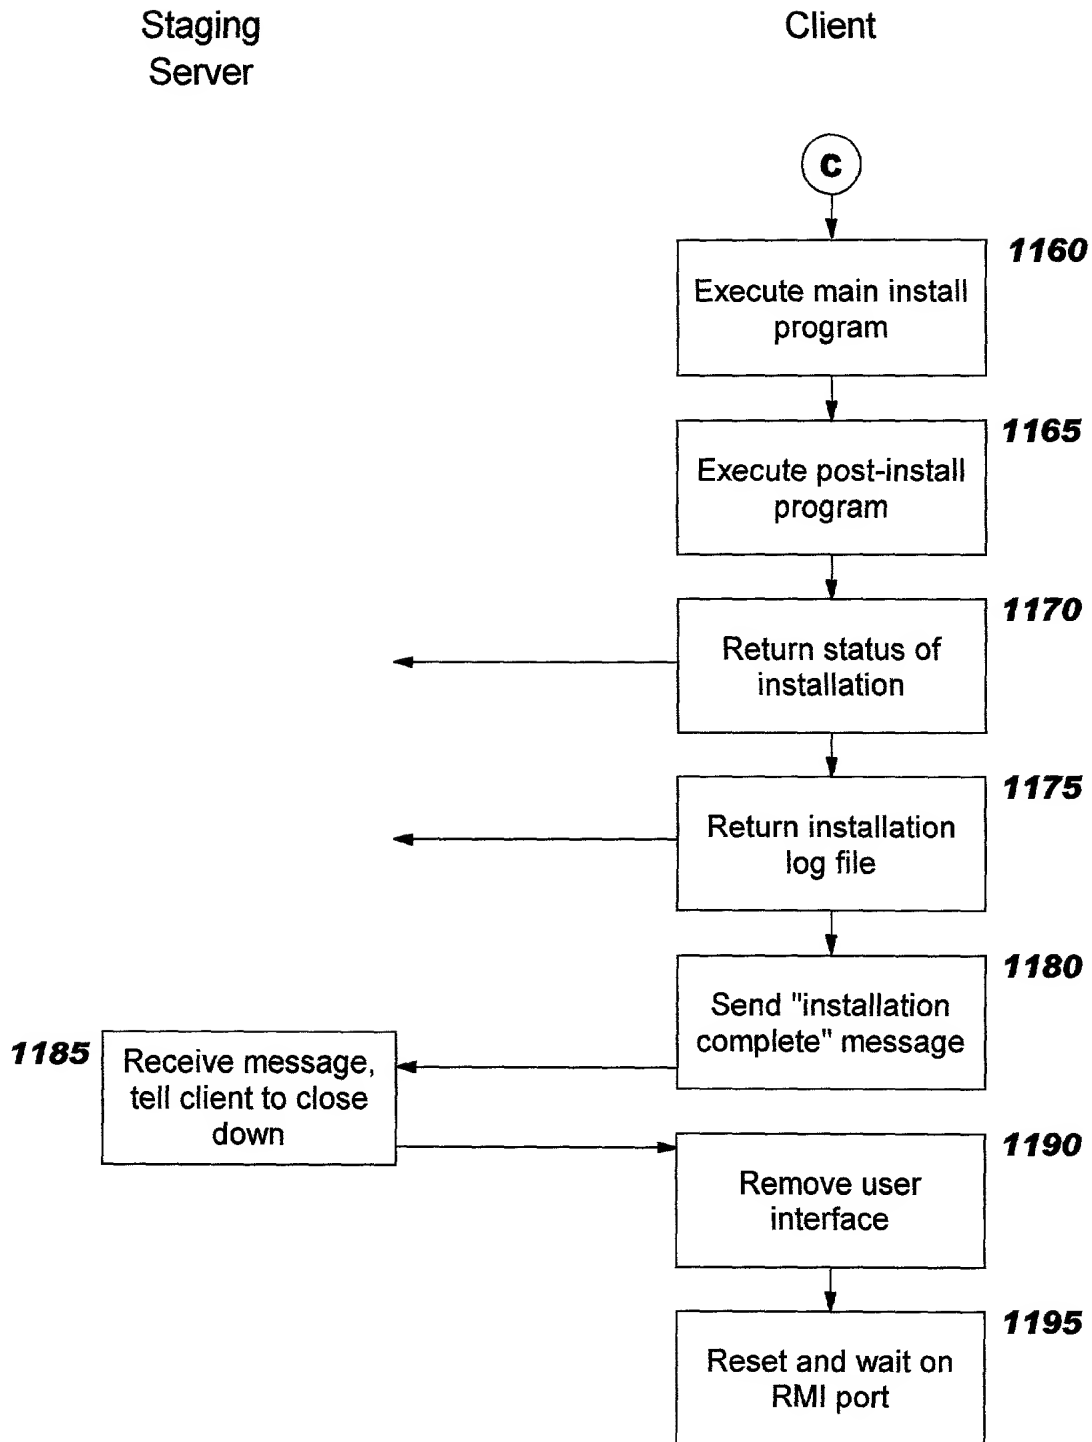 Staging
Server
Client
C
1160
Execute main install
program
1165
Execute post-install
program
1170
Return status of
installation
1175
Return installation
log file
1180
Send "installation
complete" message
1185
Receive message,
tell client to close
down
1190
Remove user
interface
1195
Reset and wait on
RMI port